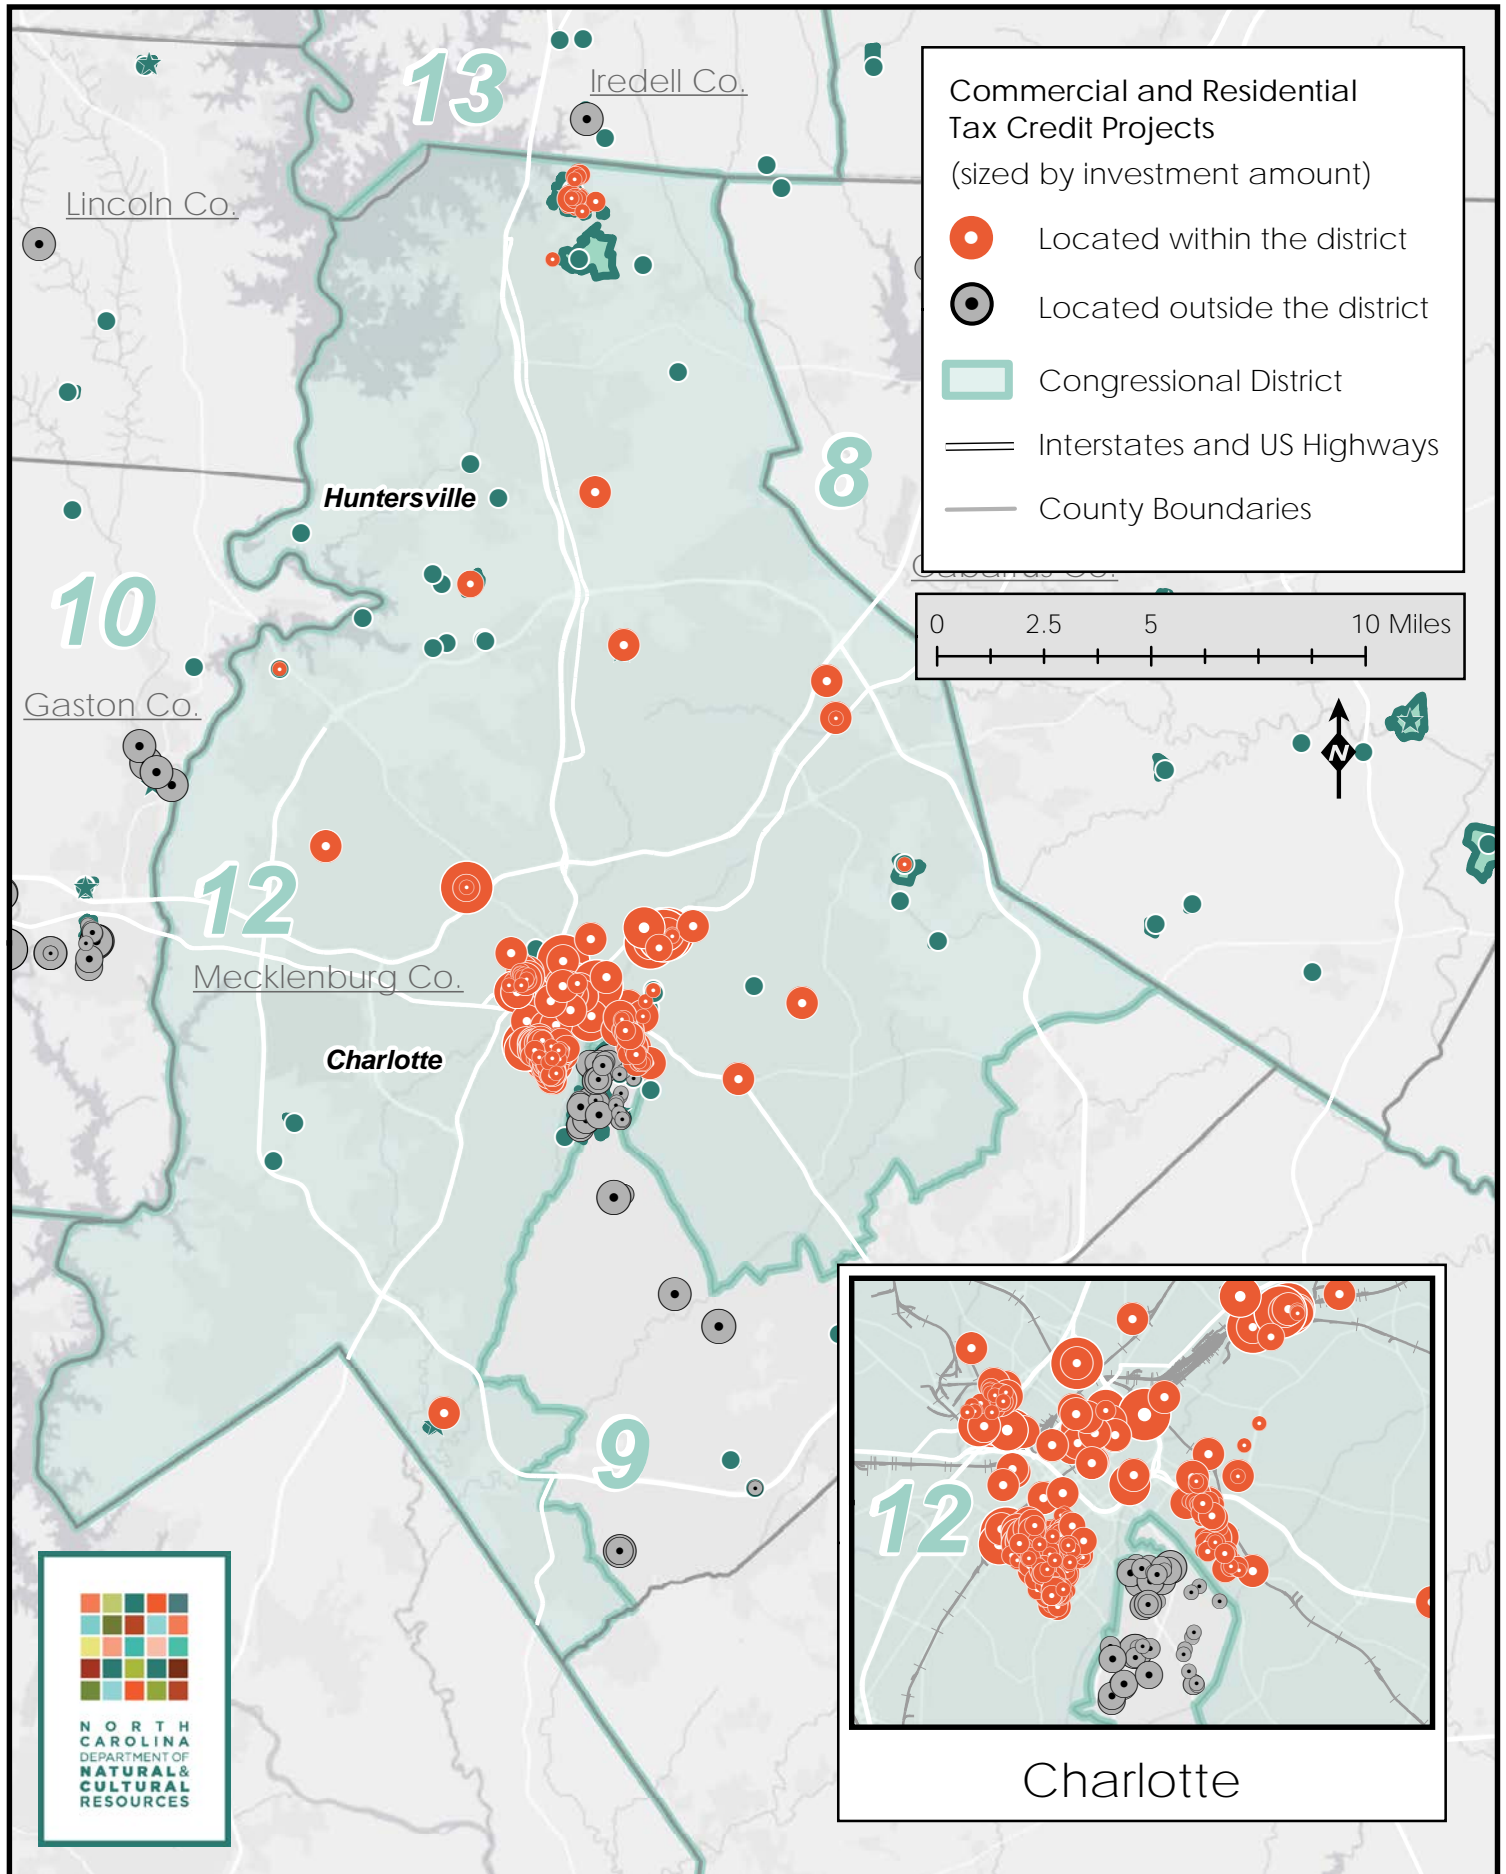 13
Iredell Co.
Lincoln Co.
Commercial and Residential
Tax Credit Projects
(sized by investment amount)
Located within the district
Located outside the district
Congressional District
Interstates and US Highways
County Boundaries
8
Huntersville
10
Cabarrus Co.
0 2.5 5 10 Miles
Gaston Co.
N
12
Mecklenburg Co.
Charlotte
9
12
Charlotte
NORTH
CAROLINA
DEPARTMENT OF
NATURAL &
CULTURAL
RESOURCES